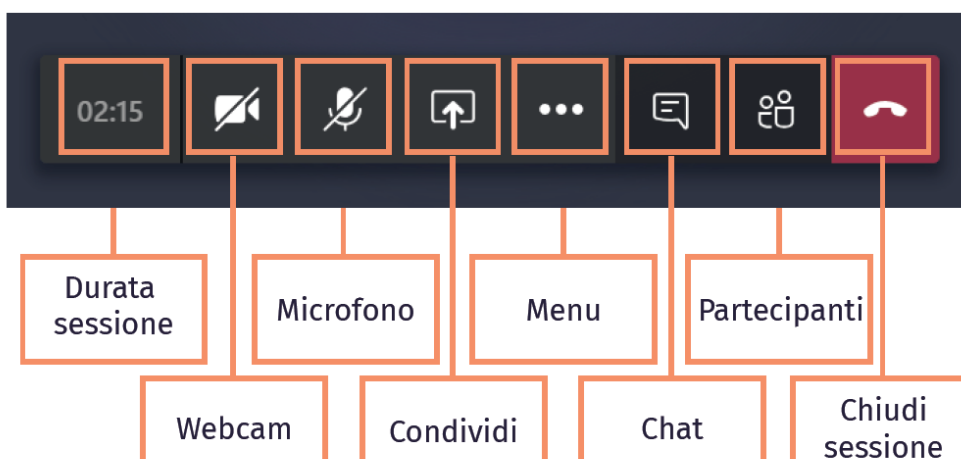 02:15
Durata
sessione
Microfono
Menu
Partecipanti
Webcam
Condividi
Chat
Chiudi
sessione